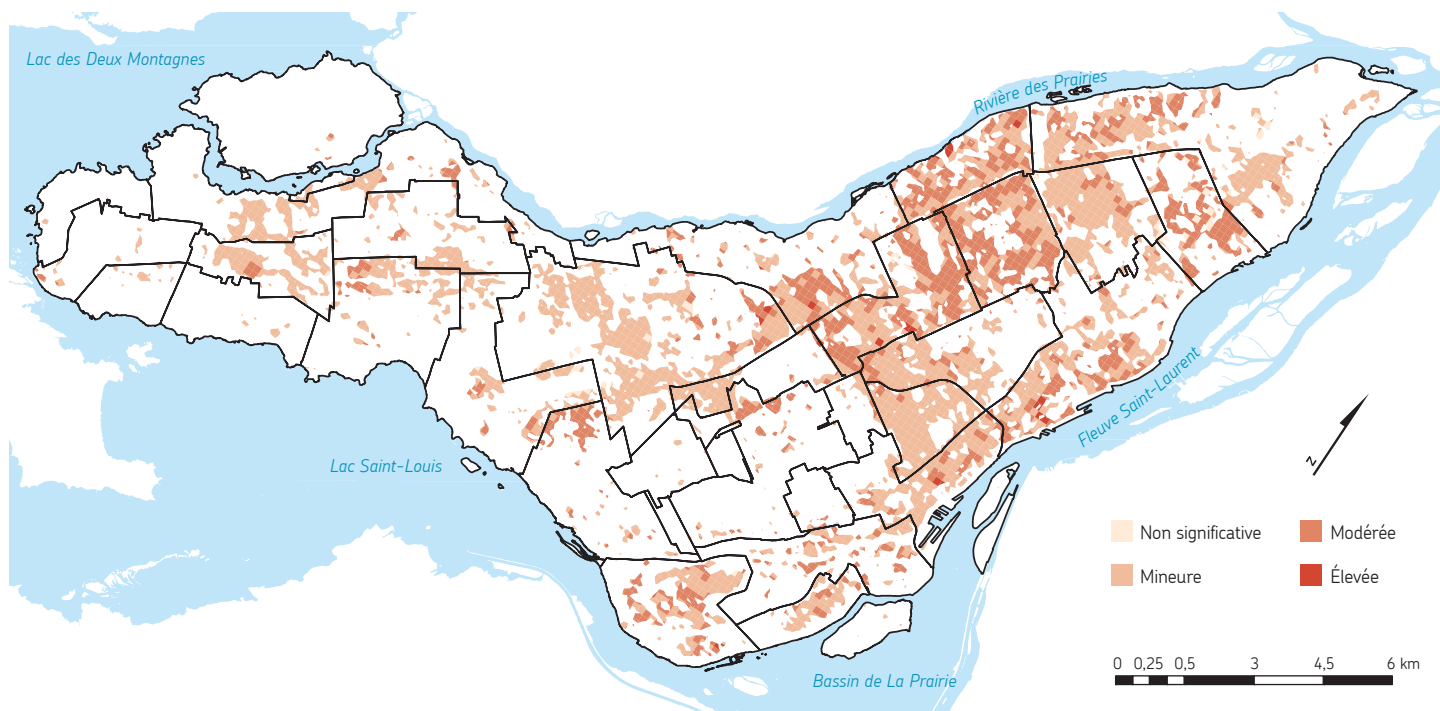 Lac des Deux Montagnes
Rivière des Prairies
Fleuve Saint-Laurent
Lac Saint-Louis
Bassin de La Prairie
N
Non significative
Modérée
Mineure
Élevée
0 0,25 0,5 3 4,5 6 km